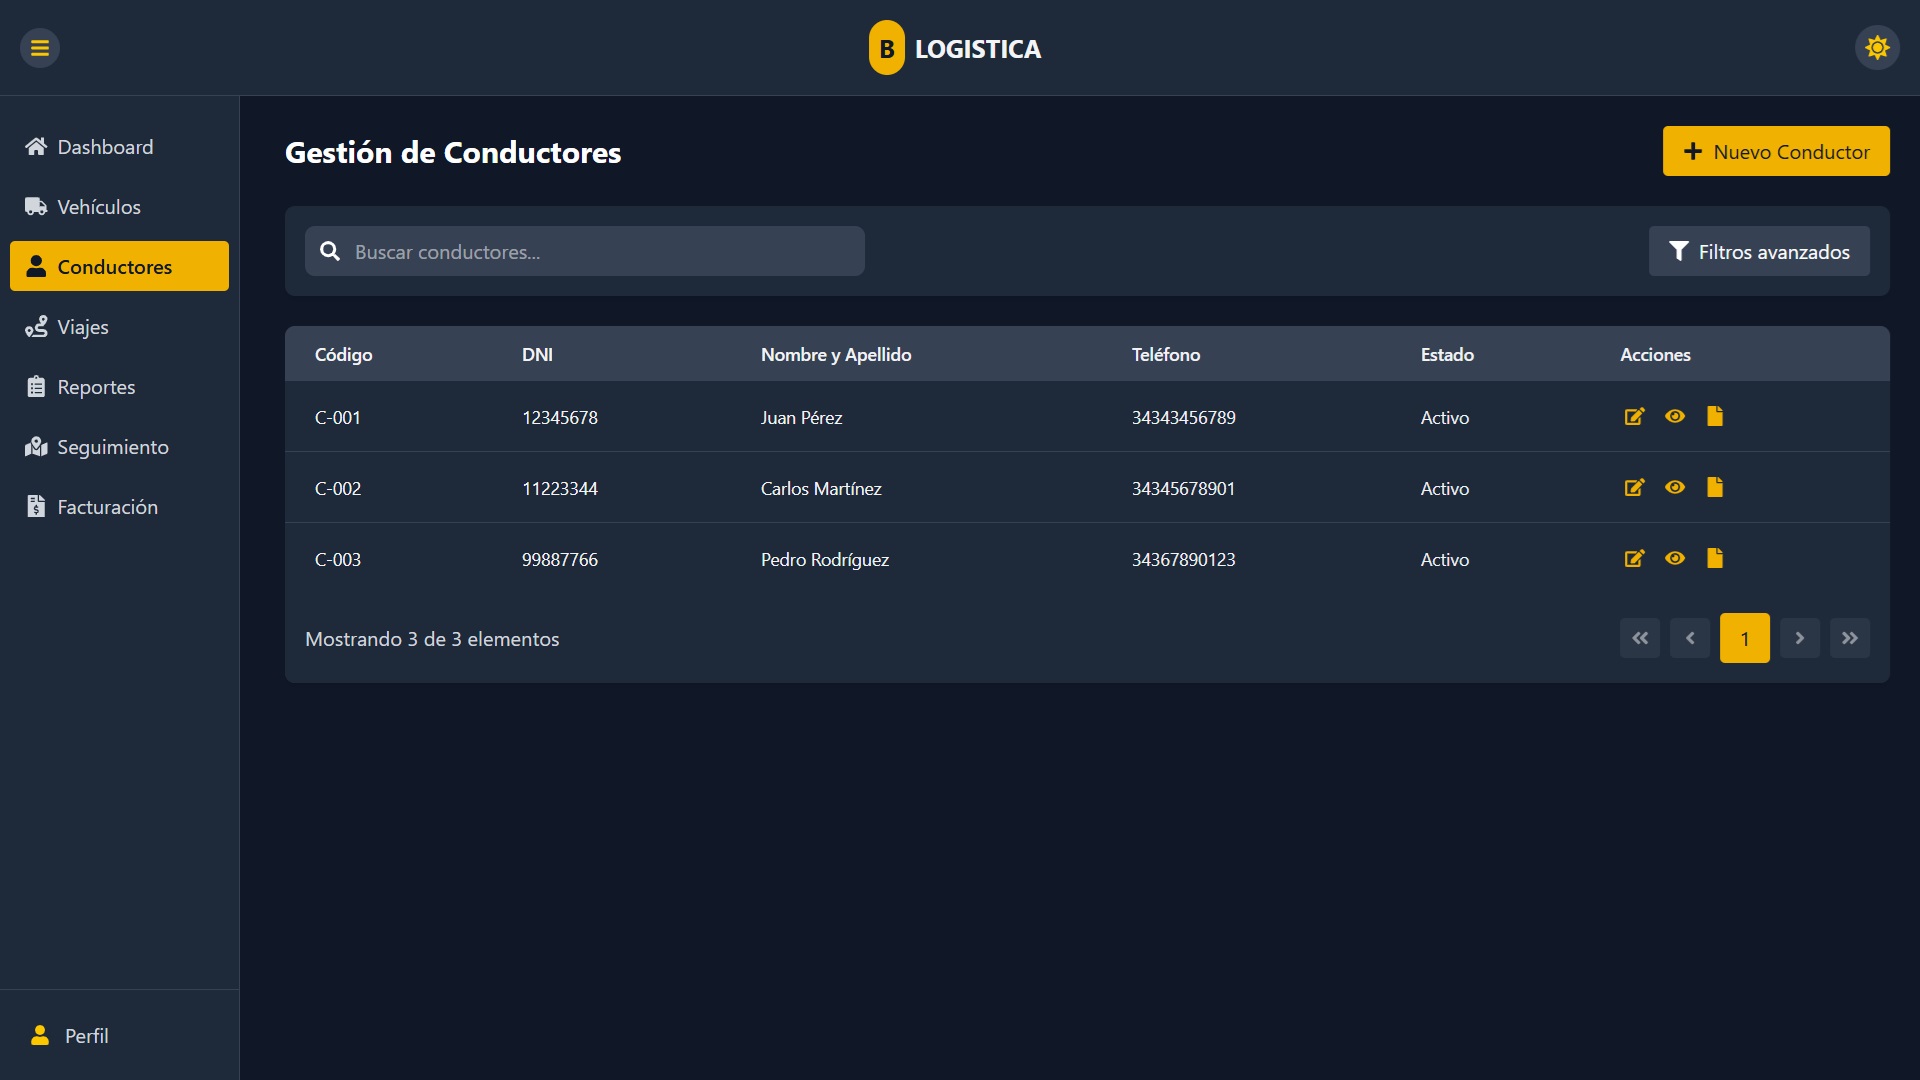 B LOGISTICA
Dashboard
Vehículos
Conductores
Viajes
Reportes
Seguimiento
Facturación
Perfil
Gestión de Conductores
Nuevo Conductor
Buscar conductores...
Filtros avanzados
Código DNI Nombre y Apellido Teléfono Estado Acciones
C-001 12345678 Juan Pérez 34343456789 Activo
C-002 11223344 Carlos Martínez 34345678901 Activo
C-003 99887766 Pedro Rodríguez 34367890123 Activo
Mostrando 3 de 3 elementos
1